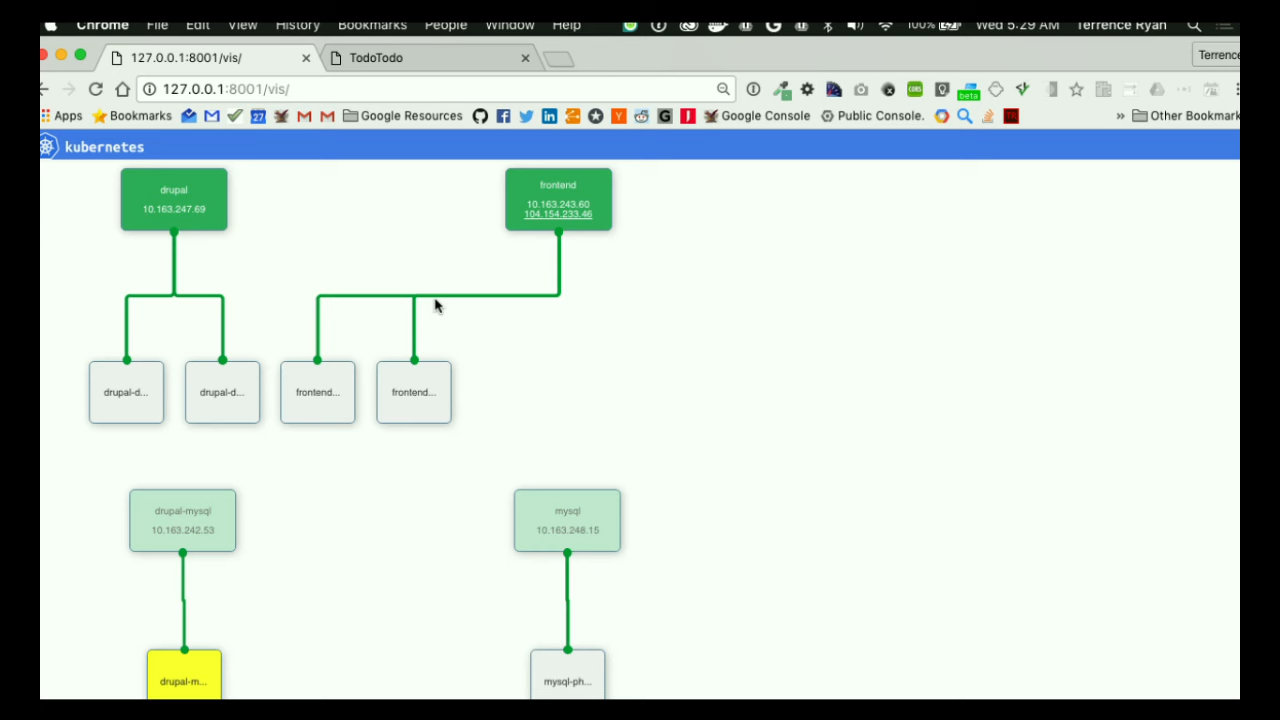 Chrome File Edit View History Bookmarks People Window Help 100% Wed 5:29 AM Terrence Ryan
127.0.0.1:8001/vis/ × TodoTodo × Terrence
127.0.0.1:8001/vis/
Apps Bookmarks 27 Google Resources Google Console Public Console. » Other Bookmark
beta
kubernetes
drupal
10.163.247.69
frontend
10.163.243.60
104.154.233.46
drupal-d...
drupal-d...
frontend...
frontend...
drupal-mysql
10.163.242.53
mysql
10.163.248.15
drupal-m...
mysql-ph...